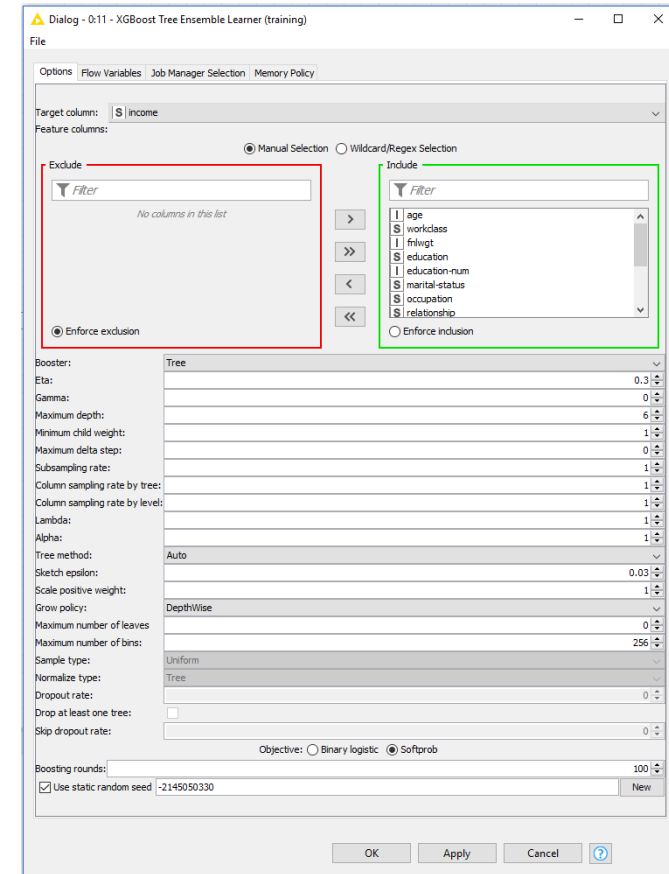 Dialog - 0:11 - XGBoost Tree Ensemble Learner (training)
File
Options Flow Variables Job Manager Selection Memory Policy
Target column: S income
Feature columns:
Manual Selection Wildcard/Regex Selection
Exclude Include
Filter Filter
No columns in this list
I age
S workclass
I fnlwgt
S education
I education-num
S marital-status
S occupation
S relationship
> 
>>
<
<<
Enforce exclusion Enforce inclusion
Booster: Tree
Eta: 0.3
Gamma: 0
Maximum depth: 6
Minimum child weight: 1
Maximum delta step: 0
Subsampling rate: 1
Column sampling rate by tree: 1
Column sampling rate by level: 1
Lambda: 1
Alpha: 1
Tree method: Auto
Sketch epsilon: 0.03
Scale positive weight: 1
Grow policy: DepthWise
Maximum number of leaves 0
Maximum number of bins: 256
Sample type: Uniform
Normalize type: Tree
Dropout rate: 0
Drop at least one tree:
Skip dropout rate: 0
Objective: Binary logistic Softprob
Boosting rounds: 100
Use static random seed -2145050330 New
OK Apply Cancel ?